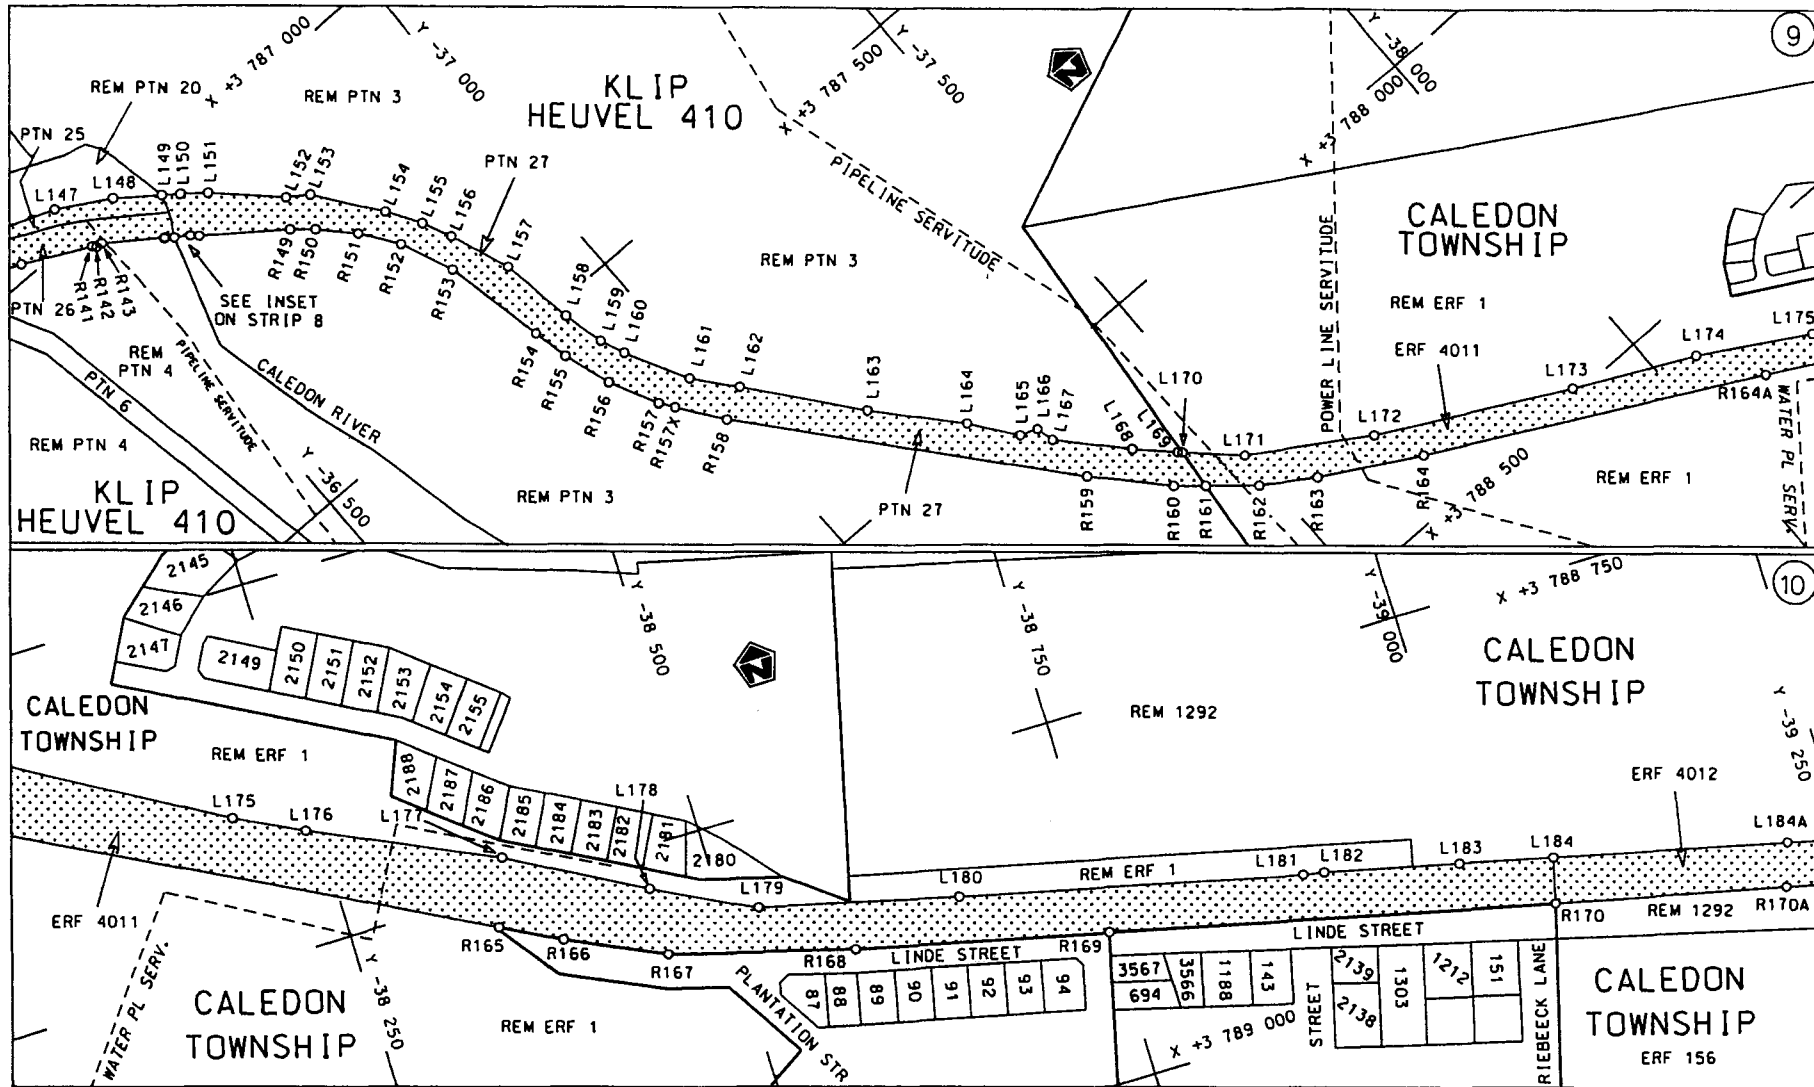 9
X +3 787 000
Y -37 000
X +3 787 500
Y -37 500
X +3 788 000
Y -38 000
REM PTN 20
REM PTN 3
KLIP
HEUVEL 410
PTN 25
PTN 27
PIPELINE SERVITUDE
N
L147
L148
L149
L150
L151
L152
L153
L154
L155
L156
L157
L158
L159
L160
L161
L162
L163
L164
L165
L166
L167
L168
L169
L170
L171
L172
L173
L174
L175
REM PTN 3
CALEDON
TOWNSHIP
REM ERF 1
ERF 4011
POWER LINE SERVITUDE
PTN 26
R141
R142
R143
SEE INSET
ON STRIP 8
R149
R150
R151
R152
R153
R154
R155
R156
R157
R157X
R158
R159
R160
R161
R162
R163
R164
R164A
REM
PTN 4
PIPELINE SERVITUDE
CALEDON RIVER
PTN 6
REM PTN 4
KLIP
HEUVEL 410
Y -36 500
REM PTN 3
PTN 27
X +3 788 500
REM ERF 1
WATER PL SERV.
10
2145
2146
2147
2149
2150
2151
2152
2153
2154
2155
Y -38 500
N
Y -38 750
Y -39 000
X +3 788 750
CALEDON
TOWNSHIP
CALEDON
TOWNSHIP
REM ERF 1
REM 1292
Y -39 250
2188
2187
2186
2185
2184
2183
2182
2181
2180
L175
L176
L177
L178
L179
L180
L181
L182
L183
L184
L184A
REM ERF 1
ERF 4012
ERF 4011
R165
R166
R167
R168
R169
R170
R170A
REM 1292
LINDE STREET
LINDE STREET
WATER PL SERV.
Y -38 250
CALEDON
TOWNSHIP
REM ERF 1
PLANTATION STR
87
88
89
90
91
92
93
94
3567
694
3566
1188
143
X +3 789 000
STREET
2139
2138
1303
1212
151
RIEBEECK LANE
CALEDON
TOWNSHIP
ERF 156